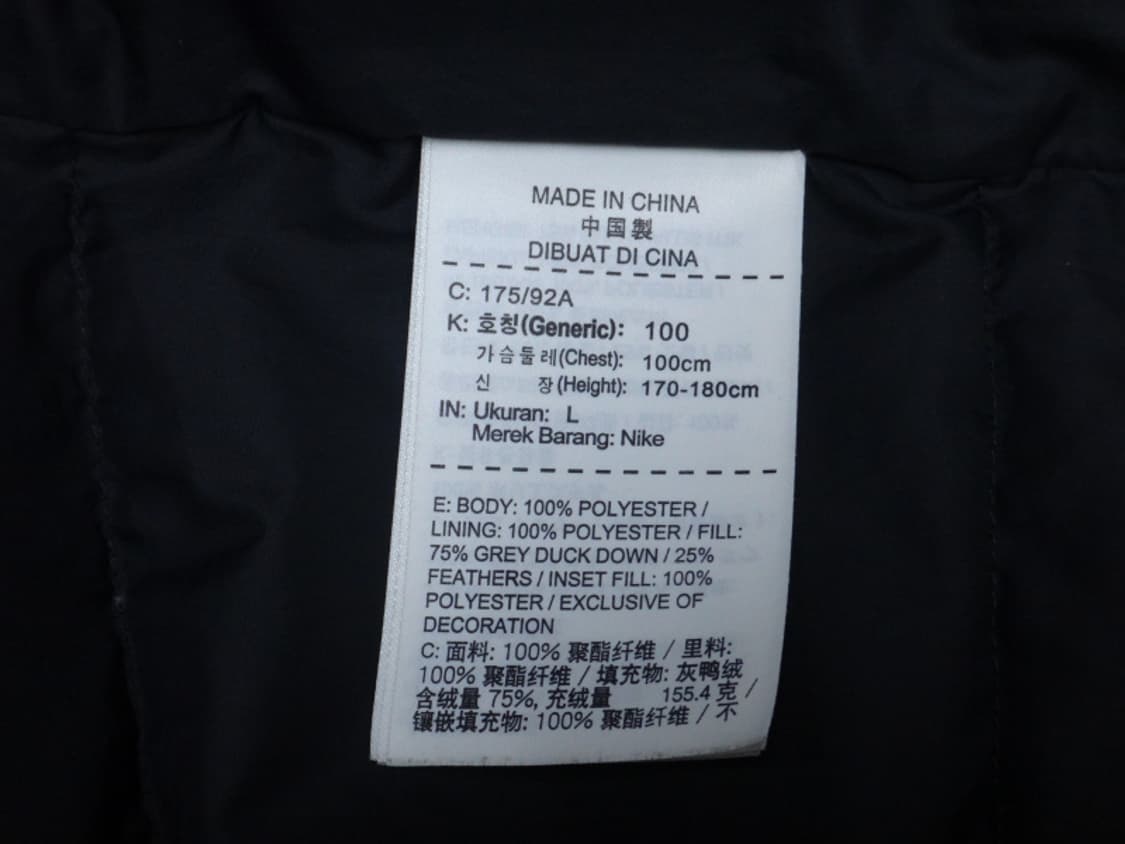 MADE IN CHINA
中国製
DIBUAT DI CINA
C: 175/92A
K: 호칭(Generic): 100
가슴둘레(Chest): 100cm
신 장(Height): 170-180cm
IN: Ukuran: L
Merek Barang: Nike
E: BODY: 100% POLYESTER /
LINING: 100% POLYESTER / FILL:
75% GREY DUCK DOWN / 25%
FEATHERS / INSET FILL: 100%
POLYESTER / EXCLUSIVE OF
DECORATION
C: 面料: 100% 聚酯纤维 / 里料:
100% 聚酯纤维 / 填充物: 灰鸭绒
含绒量 75%, 充绒量 155.4 克 /
镶嵌填充物: 100% 聚酯纤维 / 不